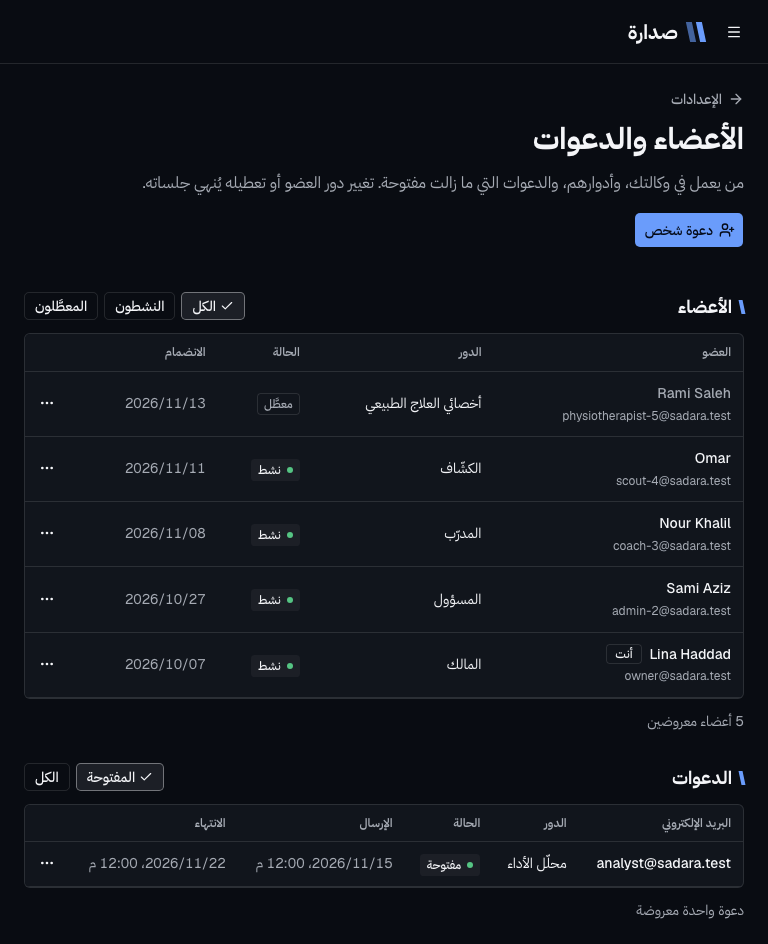 صدارة
الإعدادات
الأعضاء والدعوات
من يعمل في وكالتك، وأدوارهم، والدعوات التي ما زالت مفتوحة. تغيير دور العضو أو تعطيله يُنهي جلساته.
دعوة شخص
الأعضاء
الكل النشطون المعطَّلون
العضو الدور الحالة الانضمام
Rami Saleh أخصائي العلاج الطبيعي معطَّل 2026/11/13
physiotherapist-5@sadara.test
Omar الكشّاف نشط 2026/11/11
scout-4@sadara.test
Nour Khalil المدرّب نشط 2026/11/08
coach-3@sadara.test
Sami Aziz المسؤول نشط 2026/10/27
admin-2@sadara.test
Lina Haddad أنت المالك نشط 2026/10/07
owner@sadara.test
5 أعضاء معروضين
الدعوات
المفتوحة الكل
البريد الإلكتروني الدور الحالة الإرسال الانتهاء
analyst@sadara.test محلّل الأداء مفتوحة 2026/11/15، 12:00 م 2026/11/22، 12:00 م
دعوة واحدة معروضة